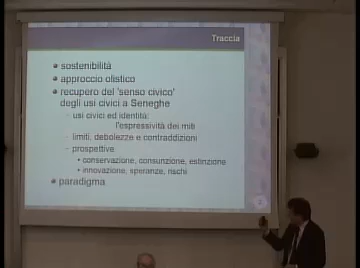 Traccia
sostenibilità
approccio olistico
recupero del 'senso civico'
degli usi civici a Seneghe
- usi civici ed identità:
l'espressività dei miti
- limiti, debolezze e contraddizioni
- prospettive
• conservazione, consunzione, estinzione
• innovazione, speranze, rischi
paradigma
2